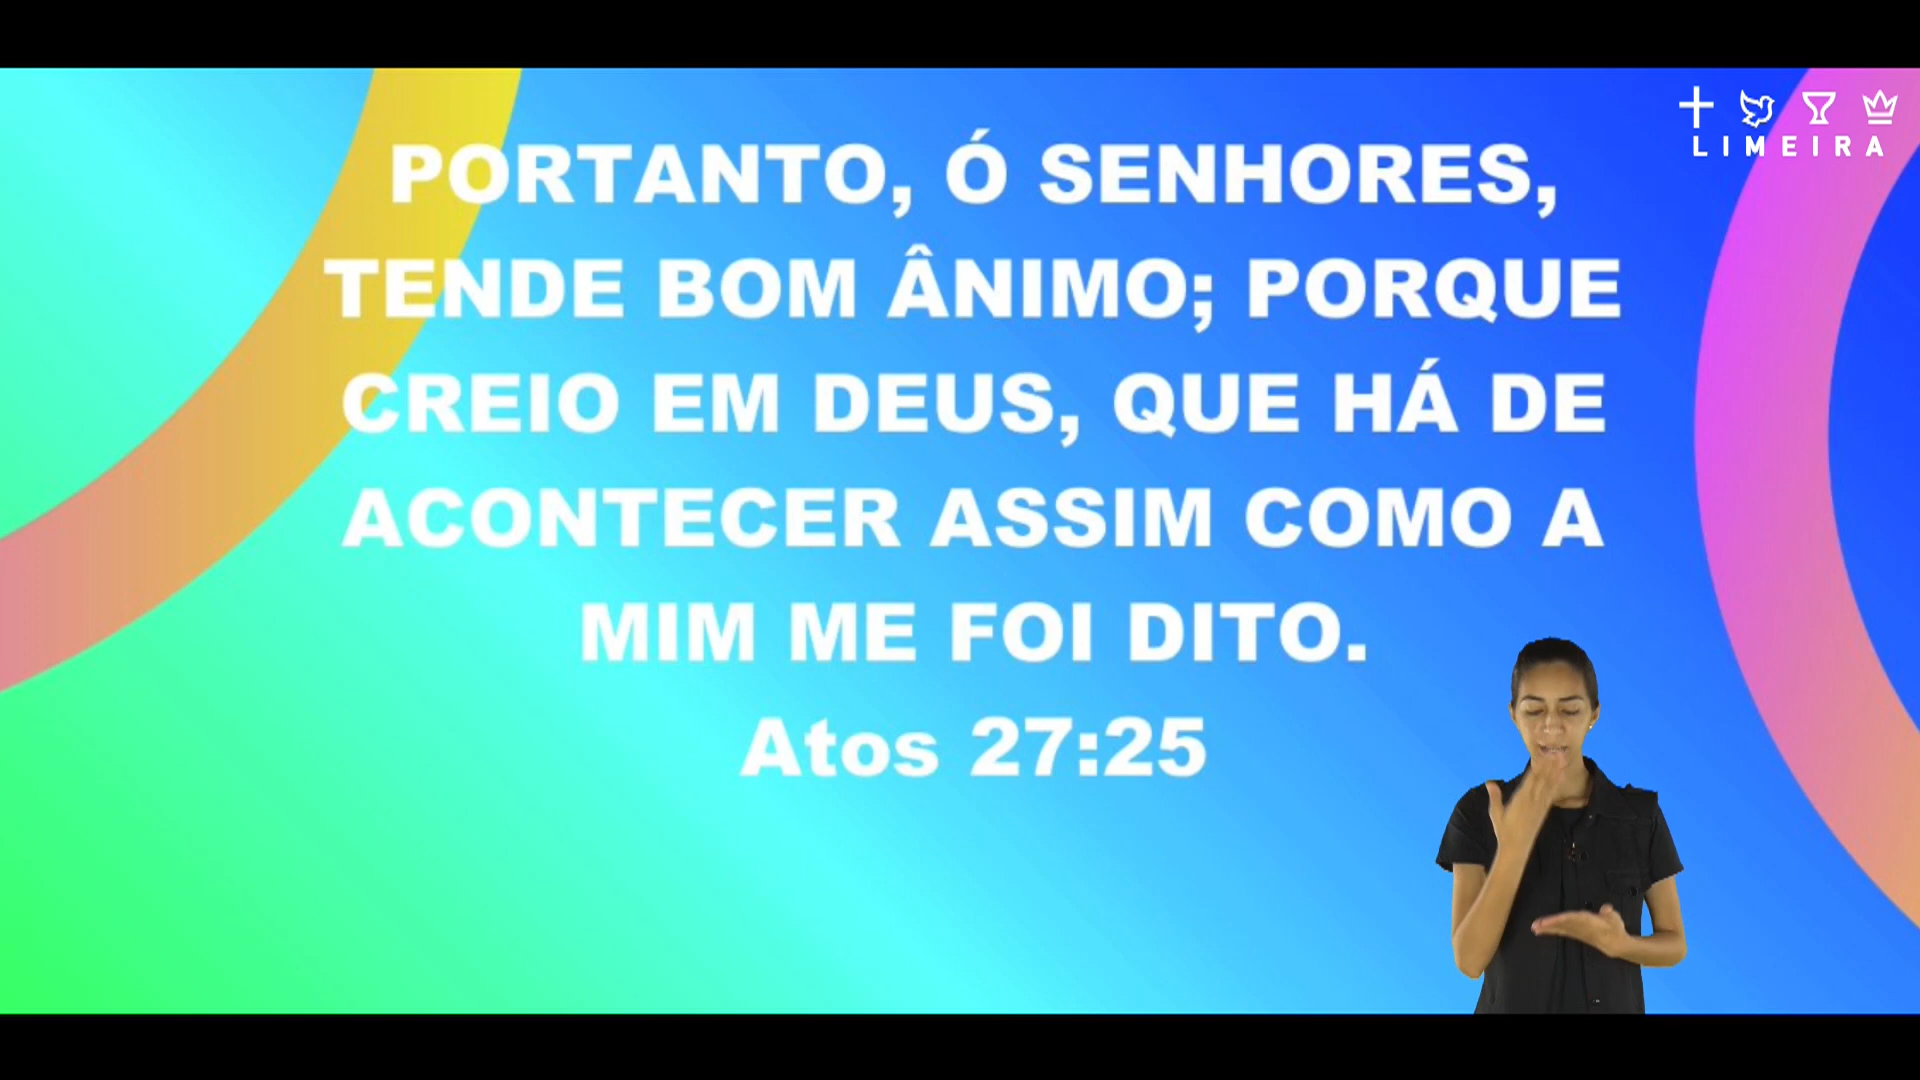 LIMEIRA
PORTANTO, Ó SENHORES,
TENDE BOM ÂNIMO; PORQUE
CREIO EM DEUS, QUE HÁ DE
ACONTECER ASSIM COMO A
MIM ME FOI DITO.
Atos 27:25